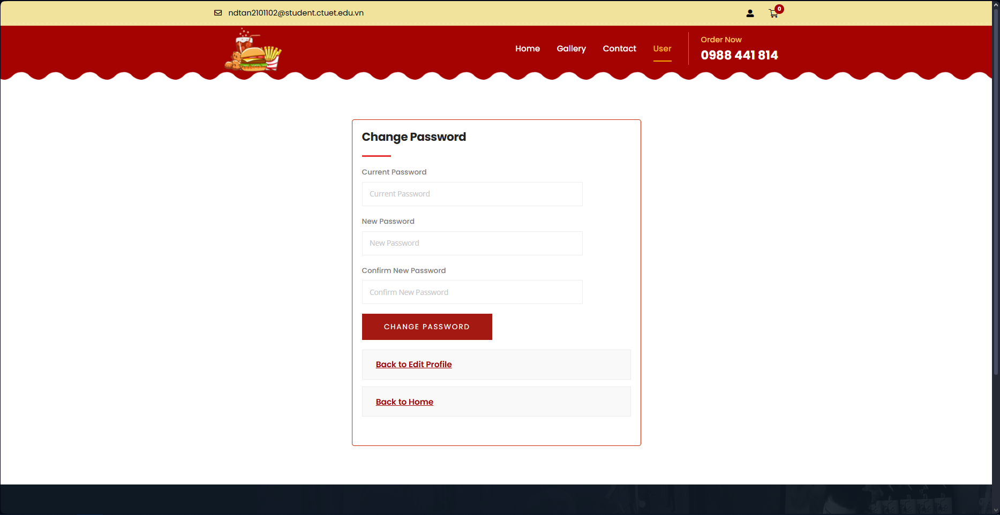 ndtan2101102@student.ctuet.edu.vn
0
Home
Gallery
Contact
User
Order Now
0988 441 814
Change Password
Current Password
Current Password
New Password
New Password
Confirm New Password
Confirm New Password
CHANGE PASSWORD
Back to Edit Profile
Back to Home